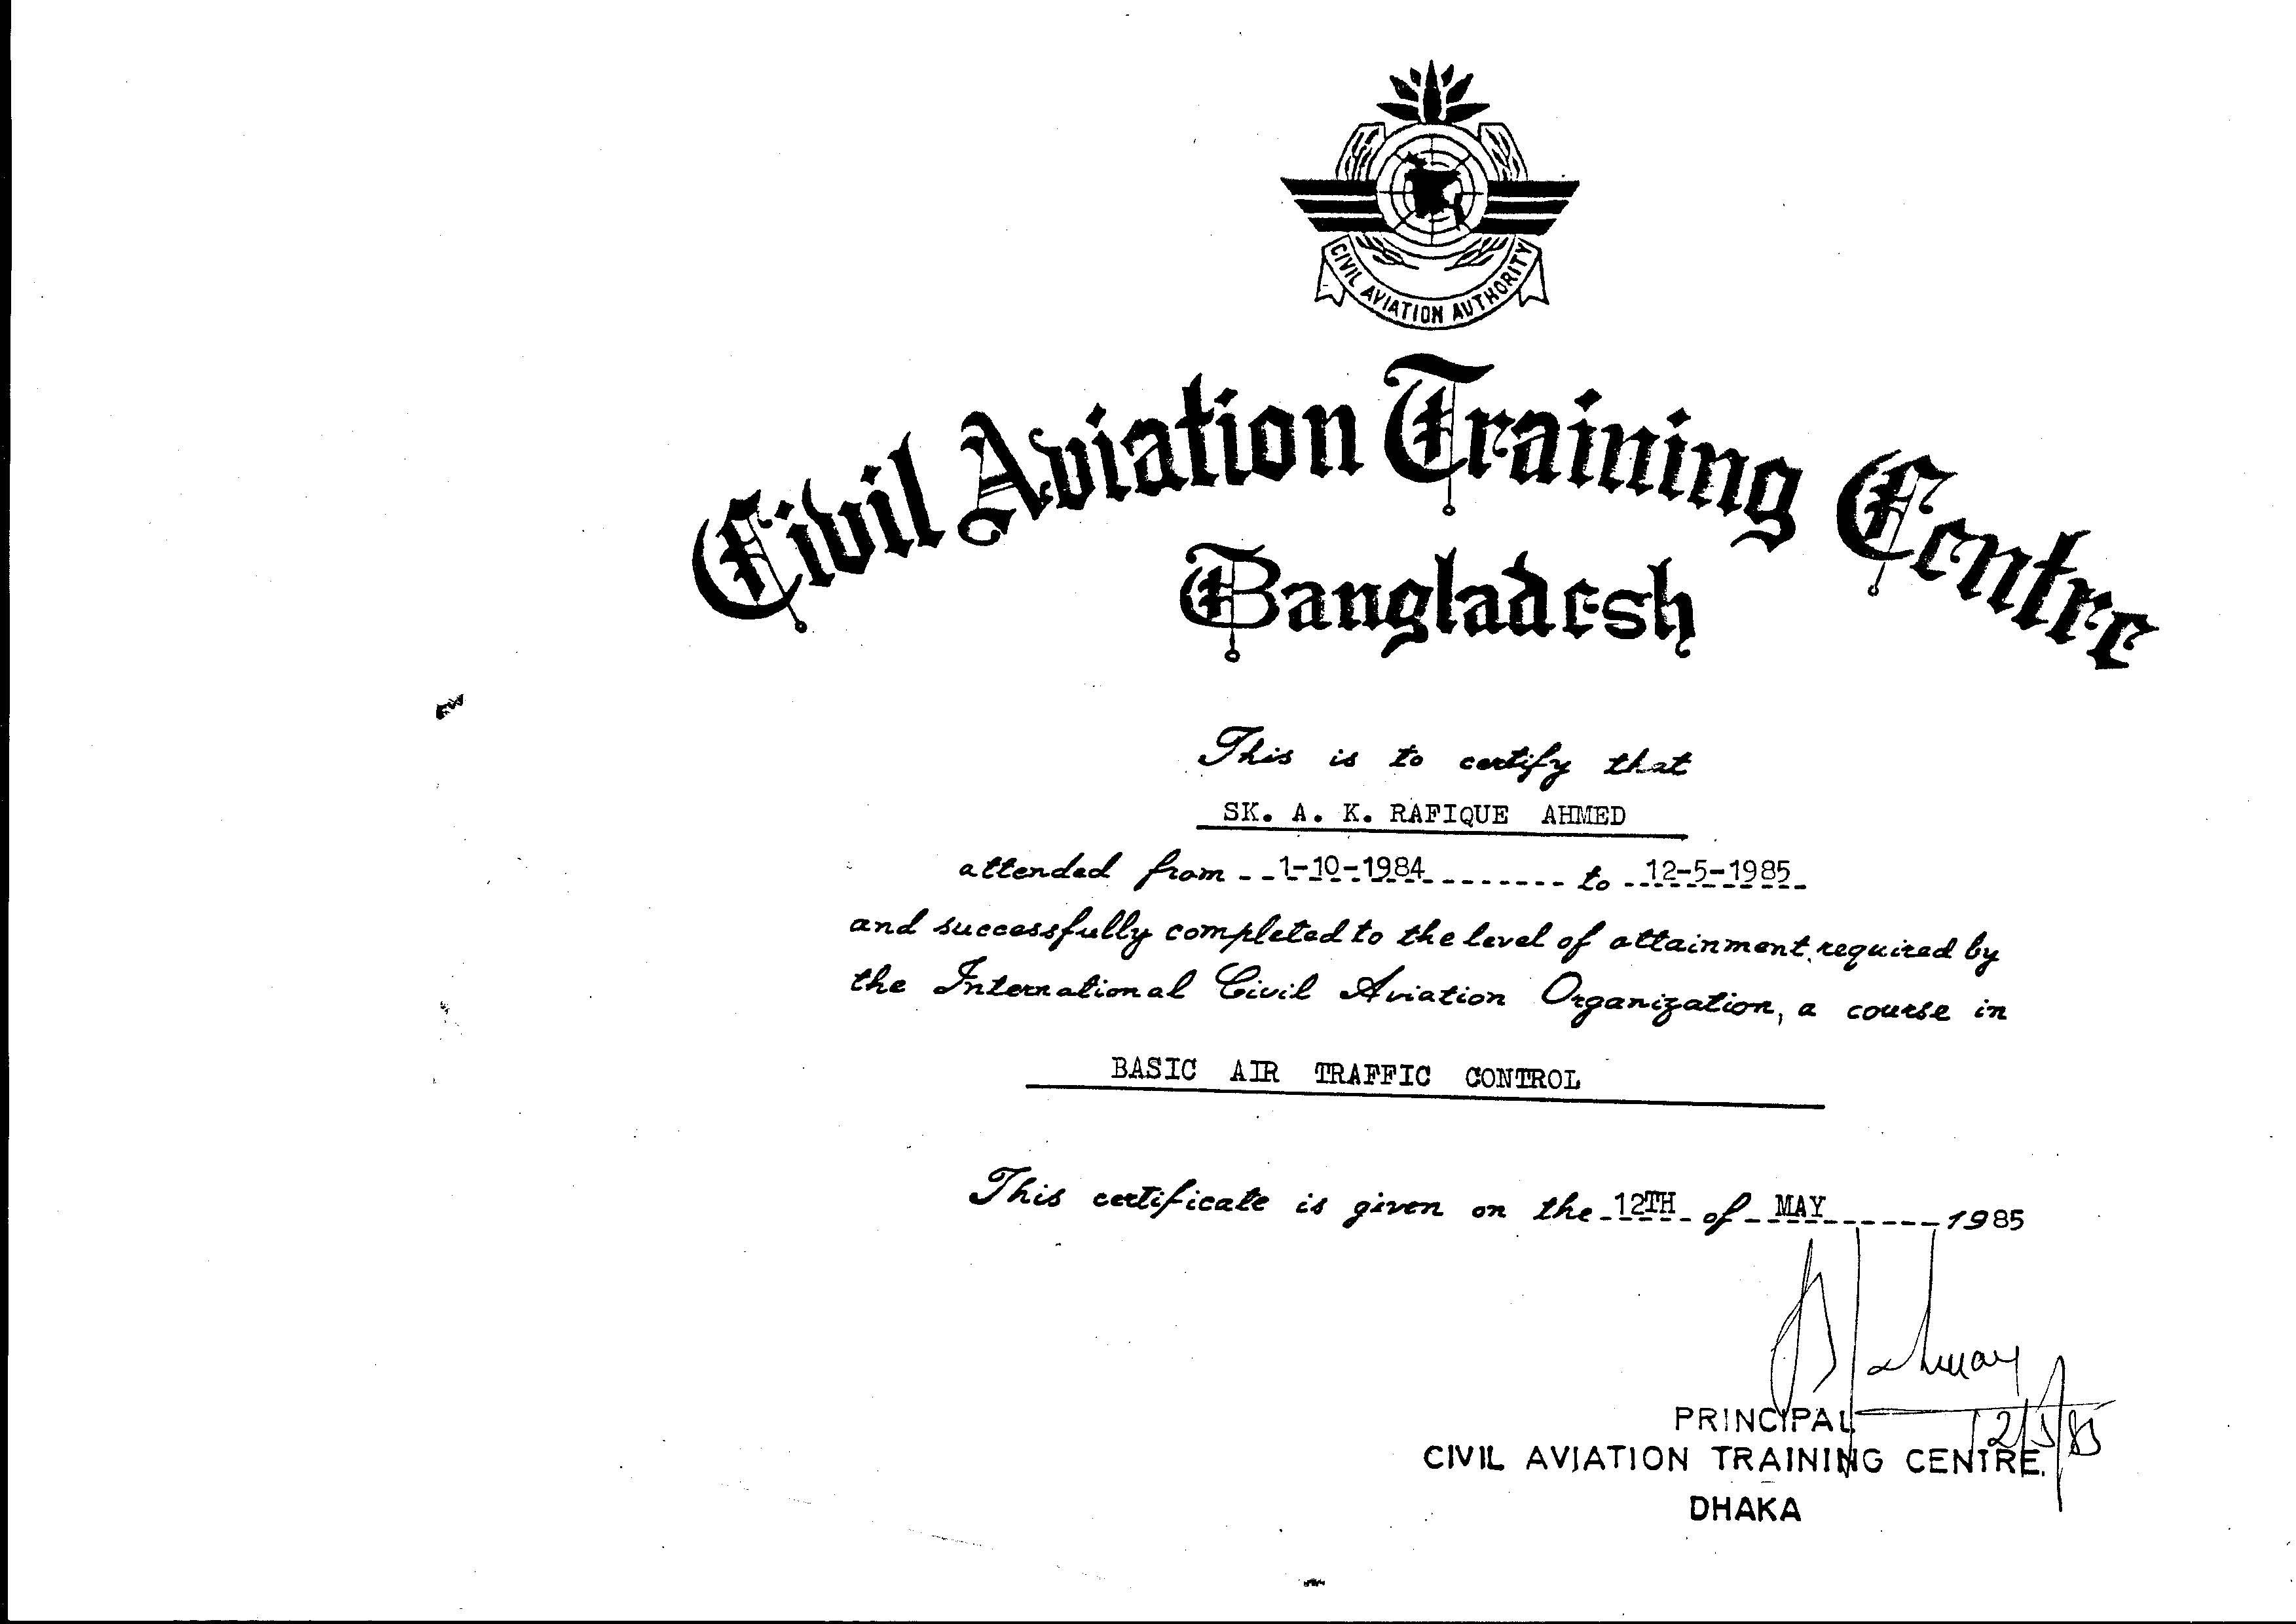 CIVIL AVIATION AUTHORITY
Civil Aviation Training Centre
Bangladesh
This is to certify that
SK. A. K. RAFIQUE AHMED
attended from 1-10-1984 to 12-5-1985
and successfully completed to the level of attainment required by
the International Civil Aviation Organization, a course in
BASIC AIR TRAFFIC CONTROL
This certificate is given on the 12TH of MAY 1985
12/5/85
PRINCIPAL
CIVIL AVIATION TRAINING CENTRE.
DHAKA